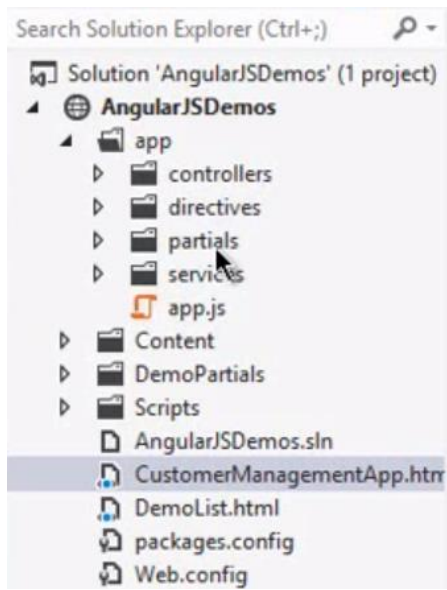 Search Solution Explorer (Ctrl+;)
Solution 'AngularJSDemos' (1 project)
AngularJSDemos
app
controllers
directives
partials
services
app.js
Content
DemoPartials
Scripts
AngularJSDemos.sln
CustomerManagementApp.htm
DemoList.html
packages.config
Web.config